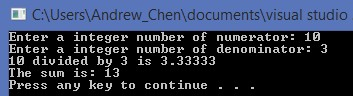 C:\Users\Andrew_Chen\documents\visual studio
Enter a integer number of numerator: 10
Enter a integer number of denominator: 3
10 divided by 3 is 3.33333
The sum is: 13
Press any key to continue . . .